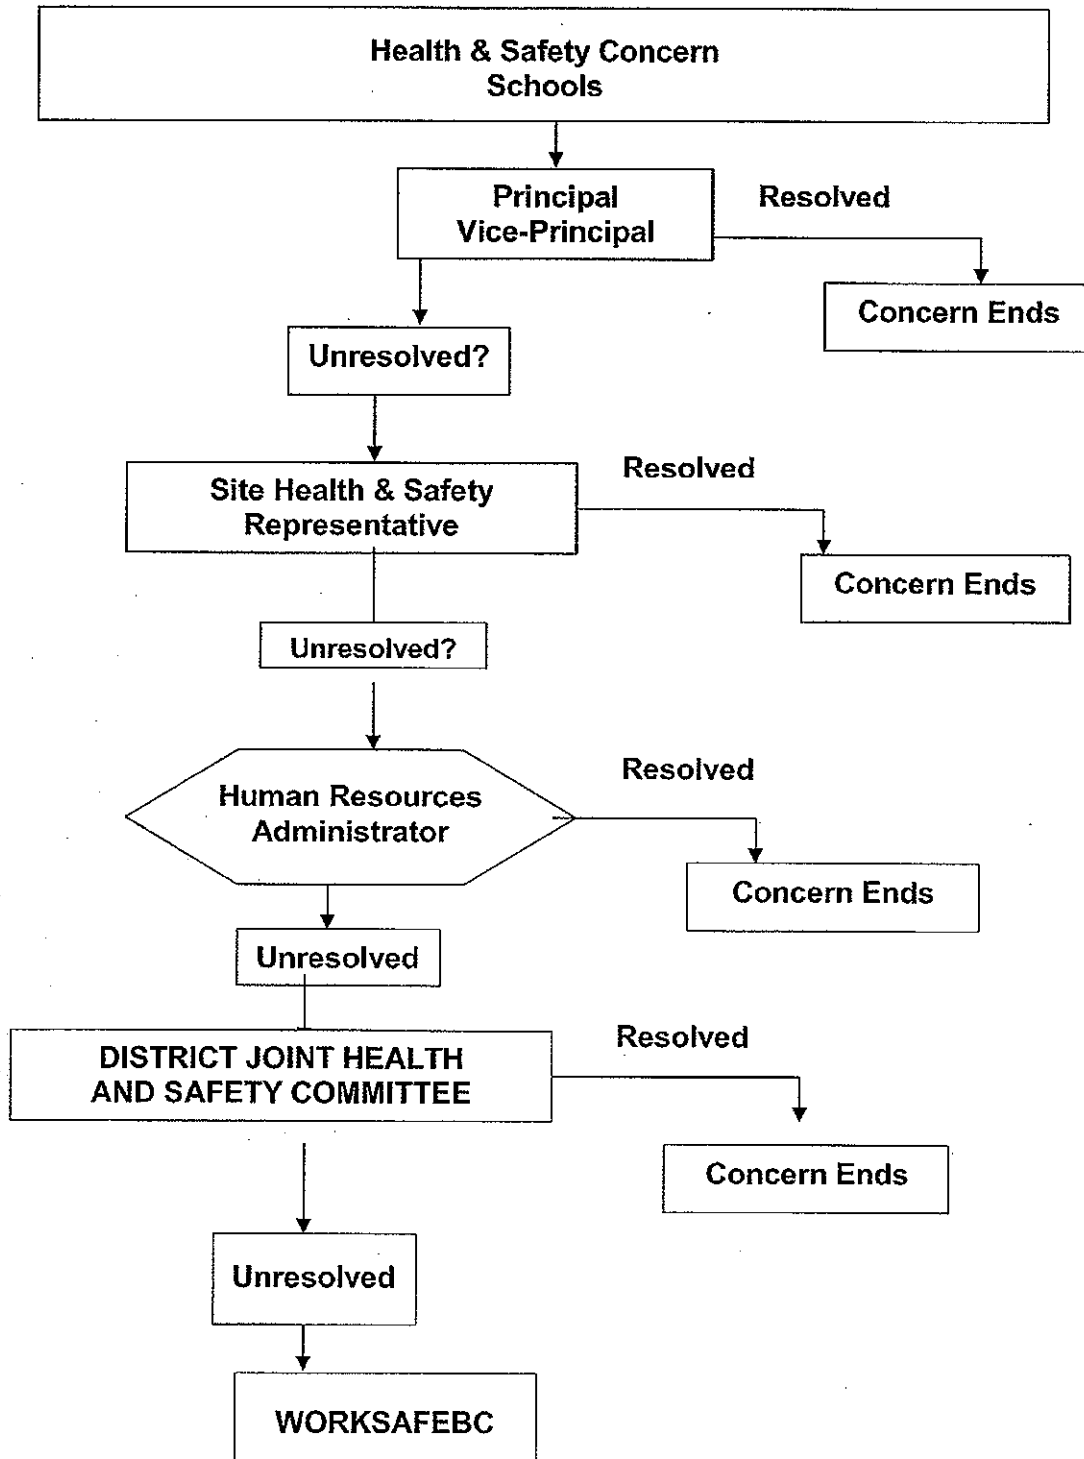 Health & Safety Concern
Schools
Principal
Vice-Principal
Resolved
Concern Ends
Unresolved?
Site Health & Safety
Representative
Resolved
Concern Ends
Unresolved?
Human Resources
Administrator
Resolved
Concern Ends
Unresolved
DISTRICT JOINT HEALTH
AND SAFETY COMMITTEE
Resolved
Concern Ends
Unresolved
WORKSAFEBC